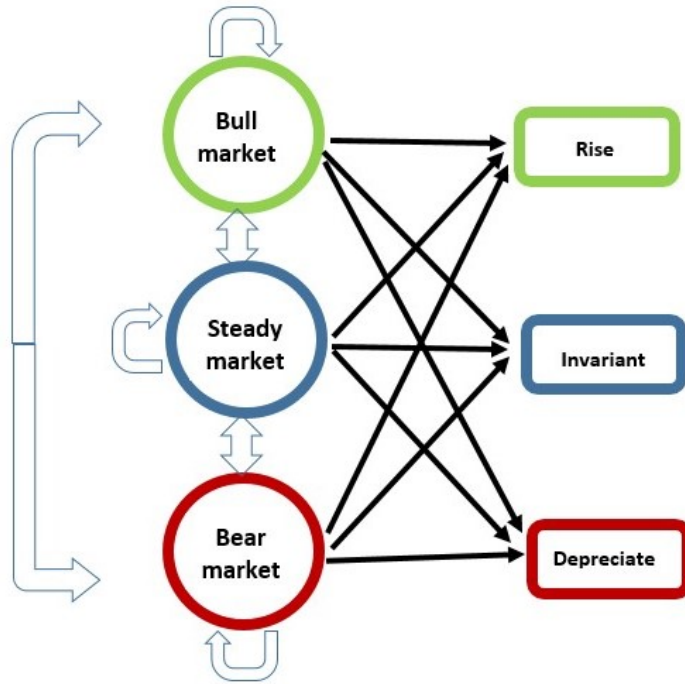 Bull
market
Rise
Steady
market
Invariant
Bear
market
Depreciate